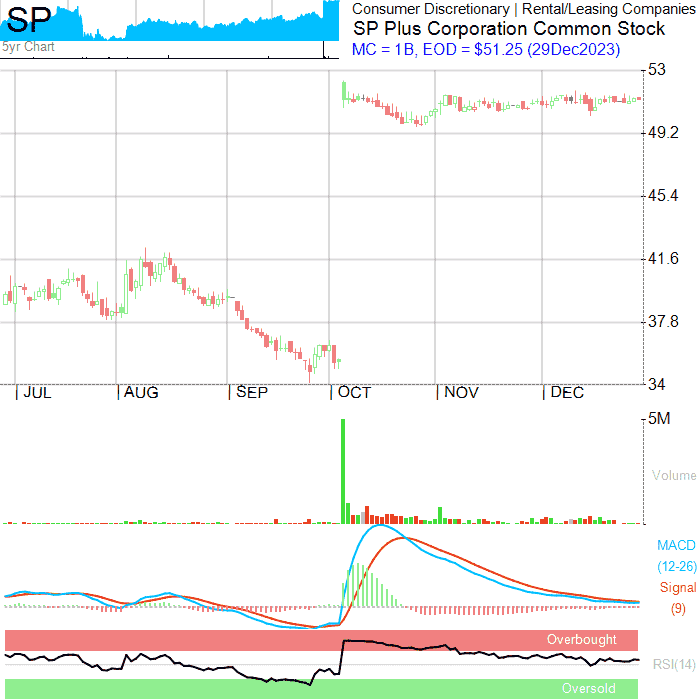 SP
5yr Chart
Consumer Discretionary | Rental/Leasing Companies
SP Plus Corporation Common Stock
MC = 1B, EOD = $51.25 (29Dec2023)
53
49.2
45.4
41.6
37.8
34
|JUL |AUG |SEP |OCT |NOV |DEC
5M
Volume
MACD
(12-26)
Signal
(9)
Overbought
RSI(14)
Oversold